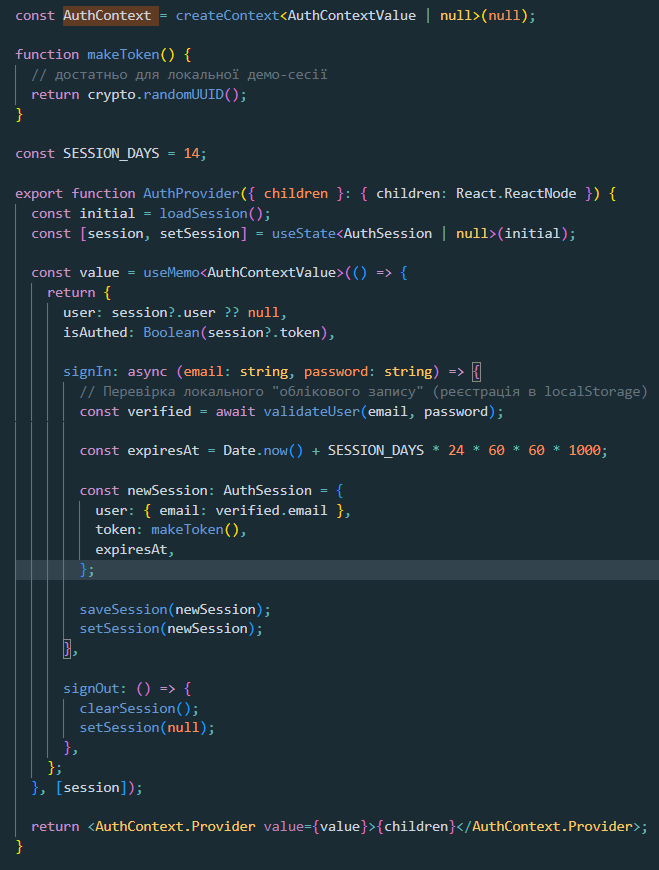 const AuthContext = createContext<AuthContextValue | null>(null);
function makeToken() {
// достатньо для локальної демо-сесії
return crypto.randomUUID();
}
const SESSION_DAYS = 14;
export function AuthProvider({ children }: { children: React.ReactNode }) {
const initial = loadSession();
const [session, setSession] = useState<AuthSession | null>(initial);
const value = useMemo<AuthContextValue>(() => {
return {
user: session?.user ?? null,
isAuthed: Boolean(session?.token),
signIn: async (email: string, password: string) => {
// Перевірка локального "облікового запису" (реєстрація в localStorage)
const verified = await validateUser(email, password);
const expiresAt = Date.now() + SESSION_DAYS * 24 * 60 * 60 * 1000;
const newSession: AuthSession = {
user: { email: verified.email },
token: makeToken(),
expiresAt,
};
saveSession(newSession);
setSession(newSession);
},
signOut: () => {
clearSession();
setSession(null);
},
};
}, [session]);
return <AuthContext.Provider value={value}>{children}</AuthContext.Provider>;
}